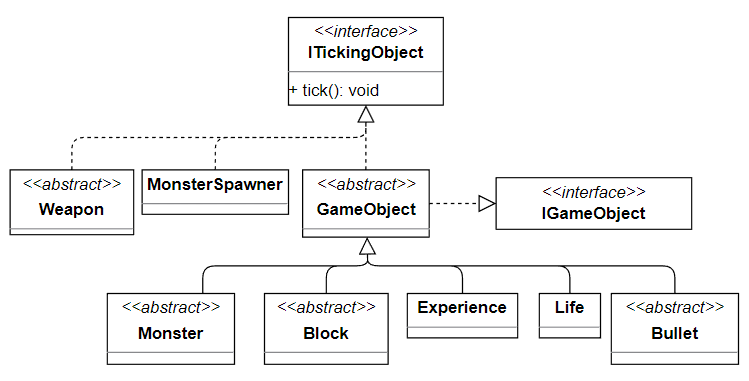 <<interface>>
ITickingObject
+ tick(): void
<<abstract>>
Weapon
MonsterSpawner
<<abstract>>
GameObject
<<interface>>
IGameObject
<<abstract>>
Monster
<<abstract>>
Block
Experience
Life
<<abstract>>
Bullet